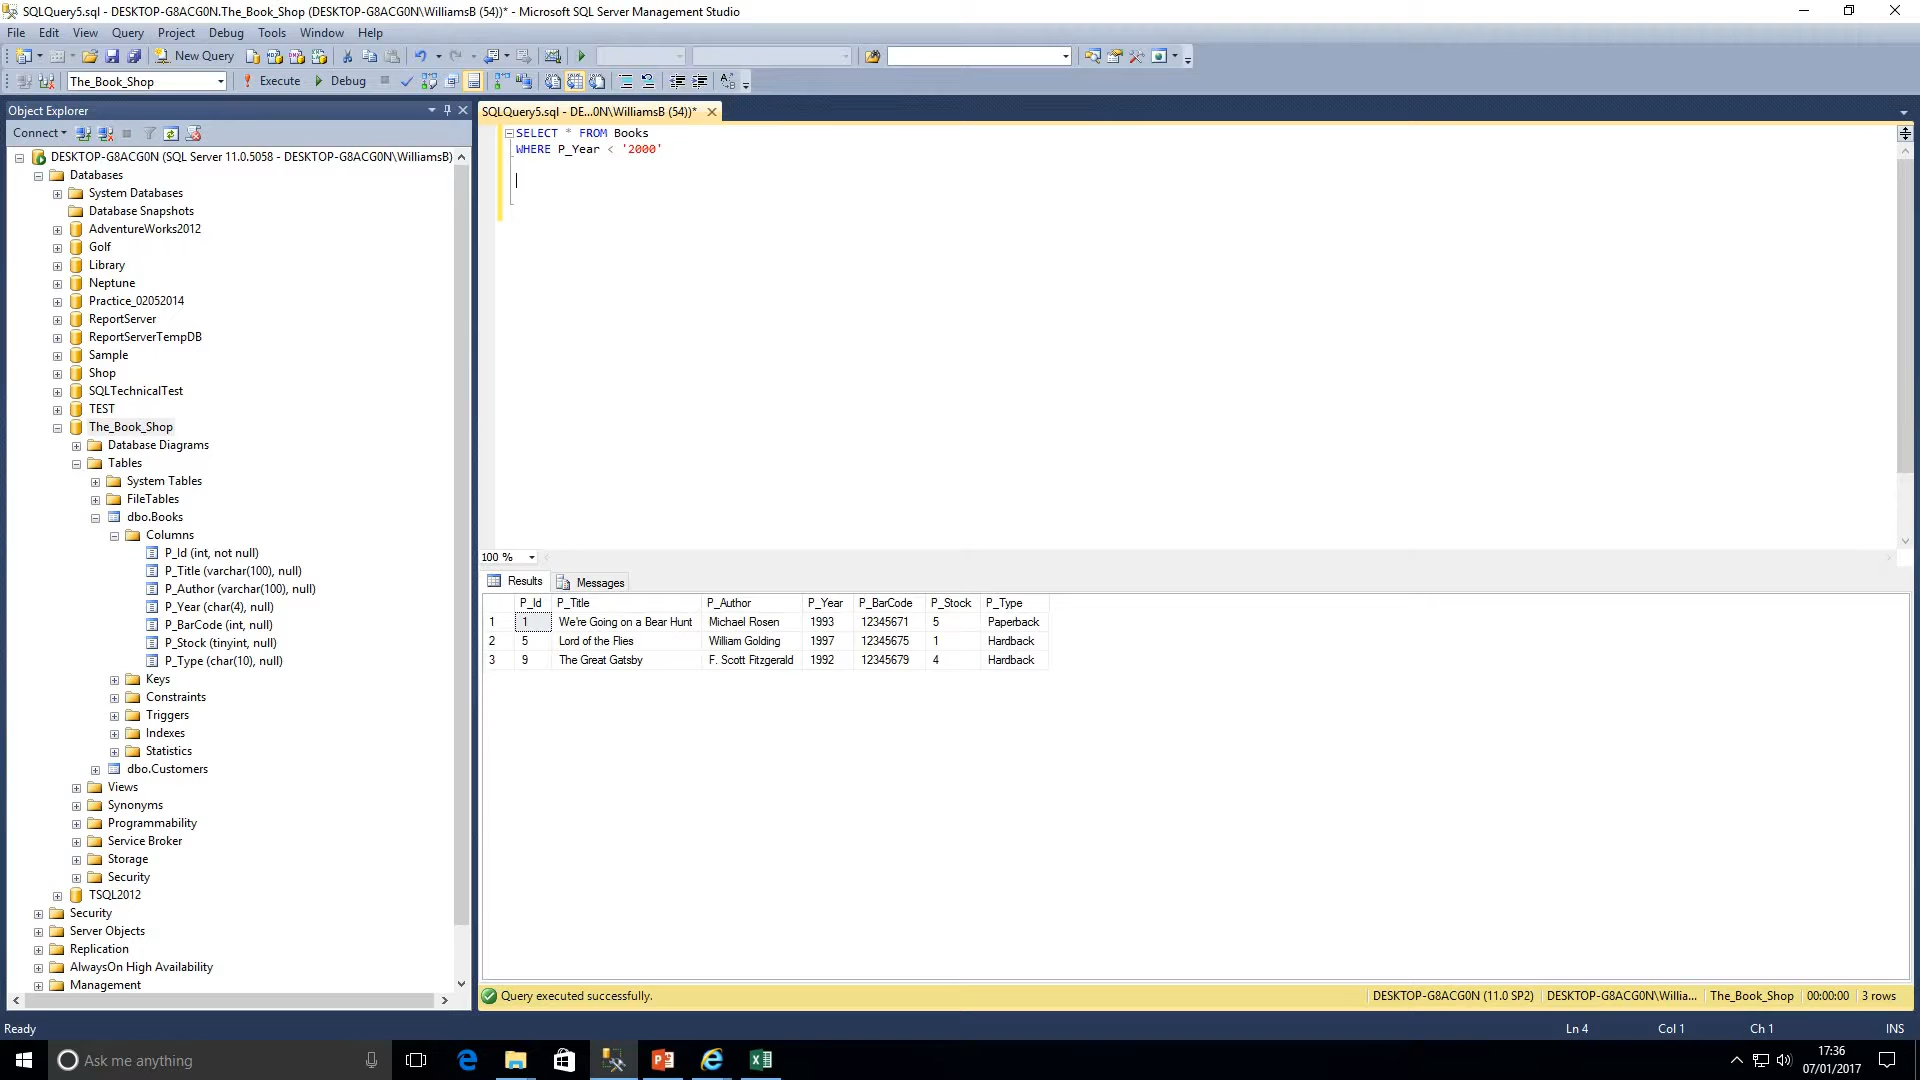 SQLQuery5.sql - DESKTOP-G8ACG0N.The_Book_Shop (DESKTOP-G8ACG0N\WilliamsB (54))* - Microsoft SQL Server Management Studio
File Edit View Query Project Debug Tools Window Help
New Query
The_Book_Shop Execute Debug
Object Explorer
Connect
DESKTOP-G8ACG0N (SQL Server 11.0.5058 - DESKTOP-G8ACG0N\WilliamsB)
Databases
System Databases
Database Snapshots
AdventureWorks2012
Golf
Library
Neptune
Practice_02052014
ReportServer
ReportServerTempDB
Sample
Shop
SQLTechnicalTest
TEST
The_Book_Shop
Database Diagrams
Tables
System Tables
FileTables
dbo.Books
Columns
P_Id (int, not null)
P_Title (varchar(100), null)
P_Author (varchar(100), null)
P_Year (char(4), null)
P_BarCode (int, null)
P_Stock (tinyint, null)
P_Type (char(10), null)
Keys
Constraints
Triggers
Indexes
Statistics
dbo.Customers
Views
Synonyms
Programmability
Service Broker
Storage
Security
TSQL2012
Security
Server Objects
Replication
AlwaysOn High Availability
Management
SQLQuery5.sql - DE...0N\WilliamsB (54))*
SELECT * FROM Books
WHERE P_Year < '2000'
100 %
Results Messages
P_Id P_Title P_Author P_Year P_BarCode P_Stock P_Type
1 1 We're Going on a Bear Hunt Michael Rosen 1993 12345671 5 Paperback
2 5 Lord of the Flies William Golding 1997 12345675 1 Hardback
3 9 The Great Gatsby F. Scott Fitzgerald 1992 12345679 4 Hardback
Query executed successfully. DESKTOP-G8ACG0N (11.0 SP2) DESKTOP-G8ACG0N\Willia... The_Book_Shop 00:00:00 3 rows
Ready Ln 4 Col 1 Ch 1 INS
Ask me anything
17:36
07/01/2017